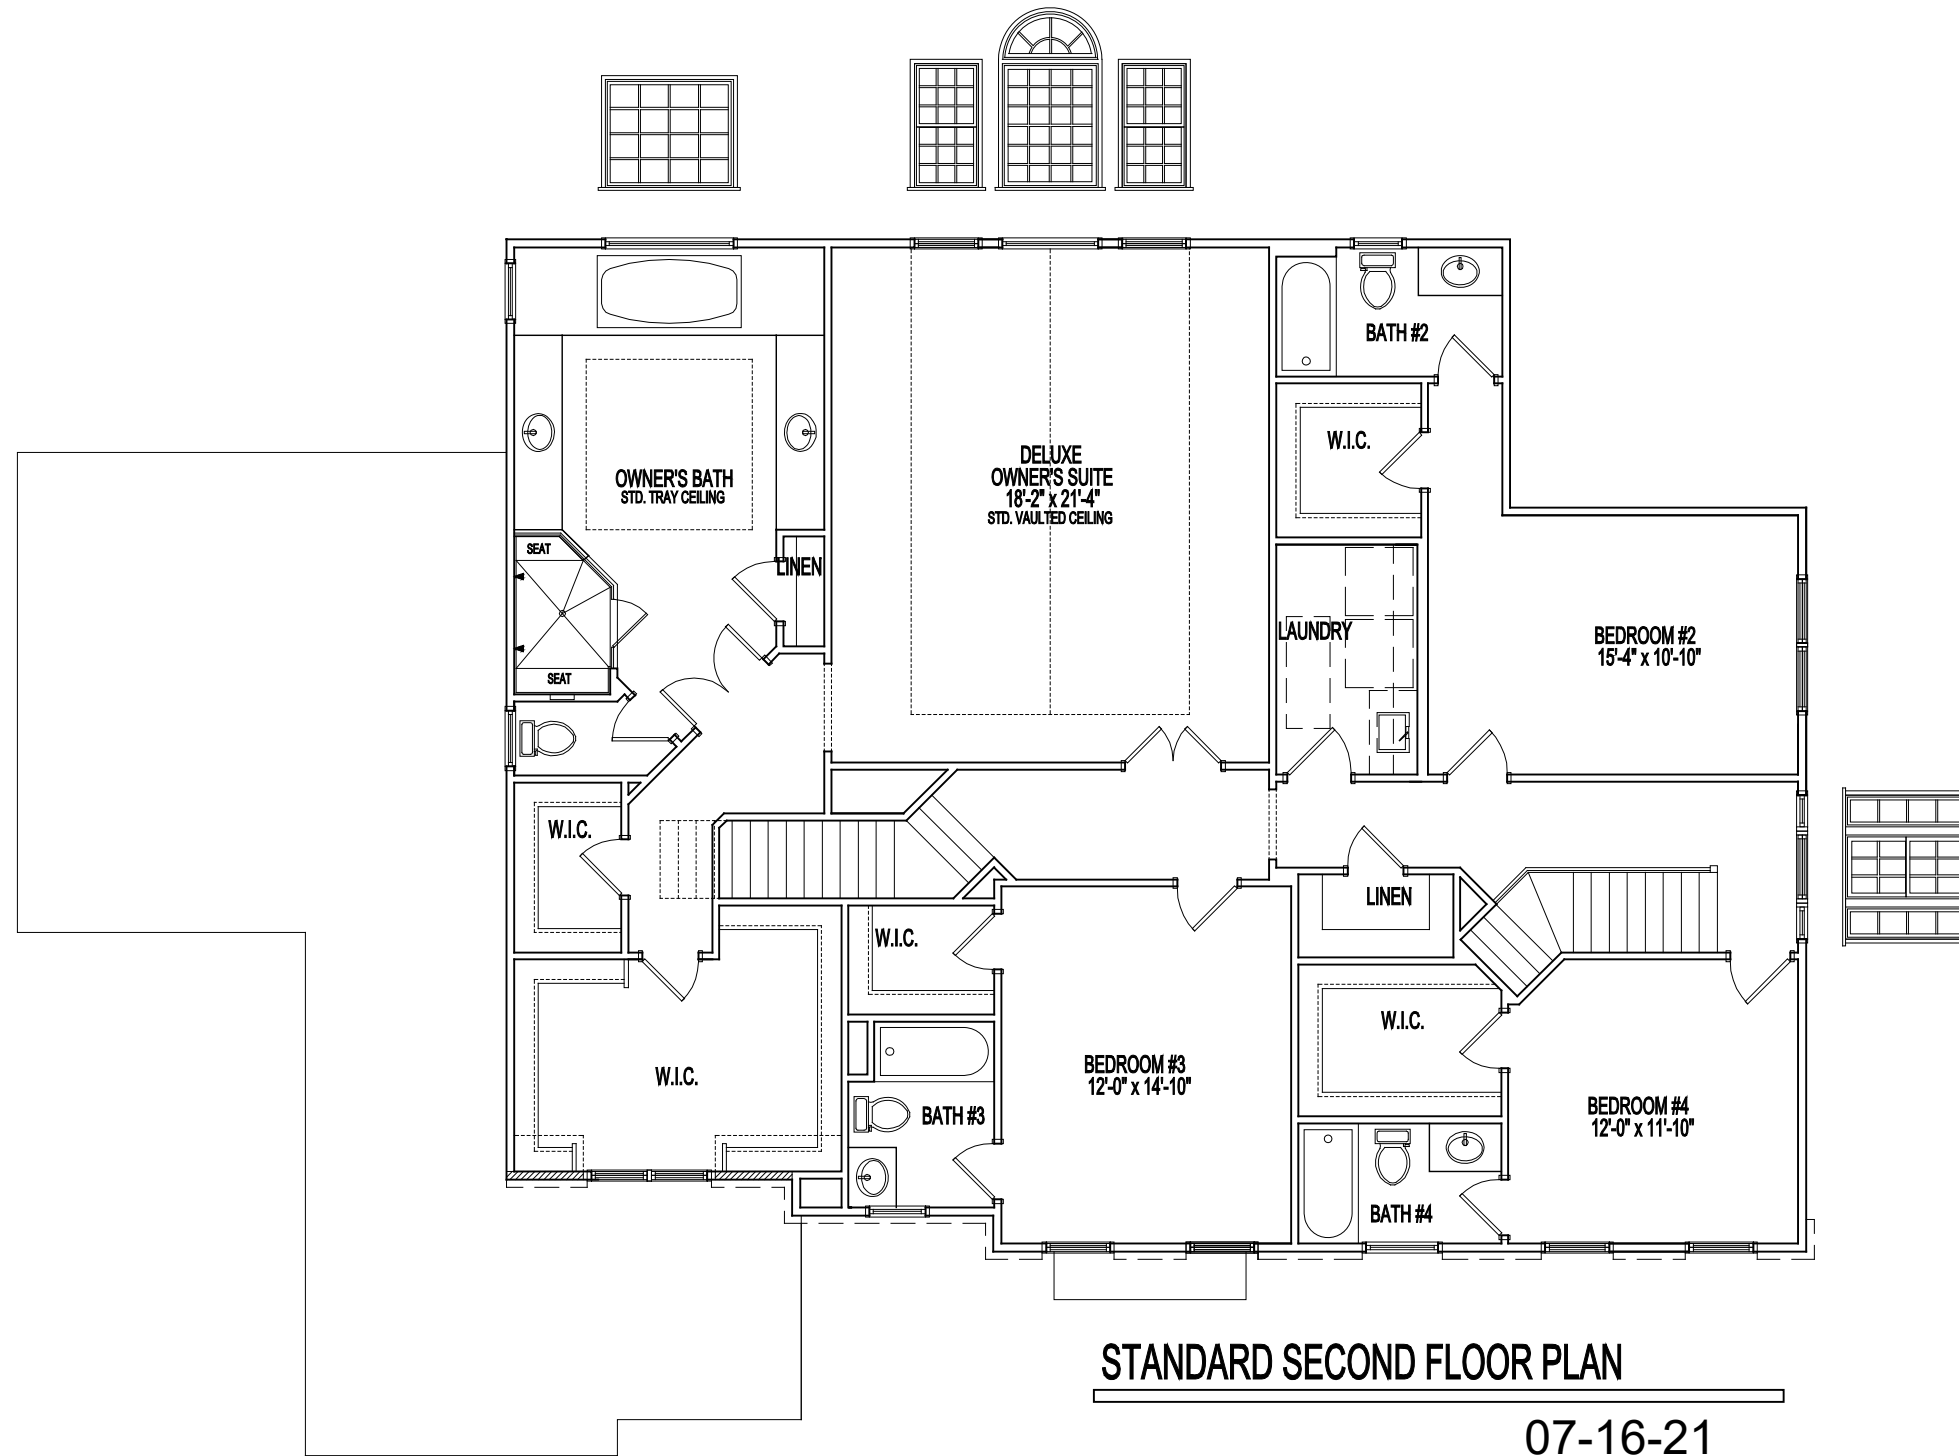 BATH #2
W.I.C.
DELUXE
OWNER'S SUITE
18'-2" x 21'-4"
STD. VAULTED CEILING
OWNER'S BATH
STD. TRAY CEILING
SEAT
LINEN
LAUNDRY
BEDROOM #2
15'-4" x 10'-10"
SEAT
W.I.C.
LINEN
W.I.C.
W.I.C.
BEDROOM #3
12'-0" x 14'-10"
W.I.C.
BATH #3
BEDROOM #4
12'-0" x 11'-10"
BATH #4
STANDARD SECOND FLOOR PLAN
07-16-21